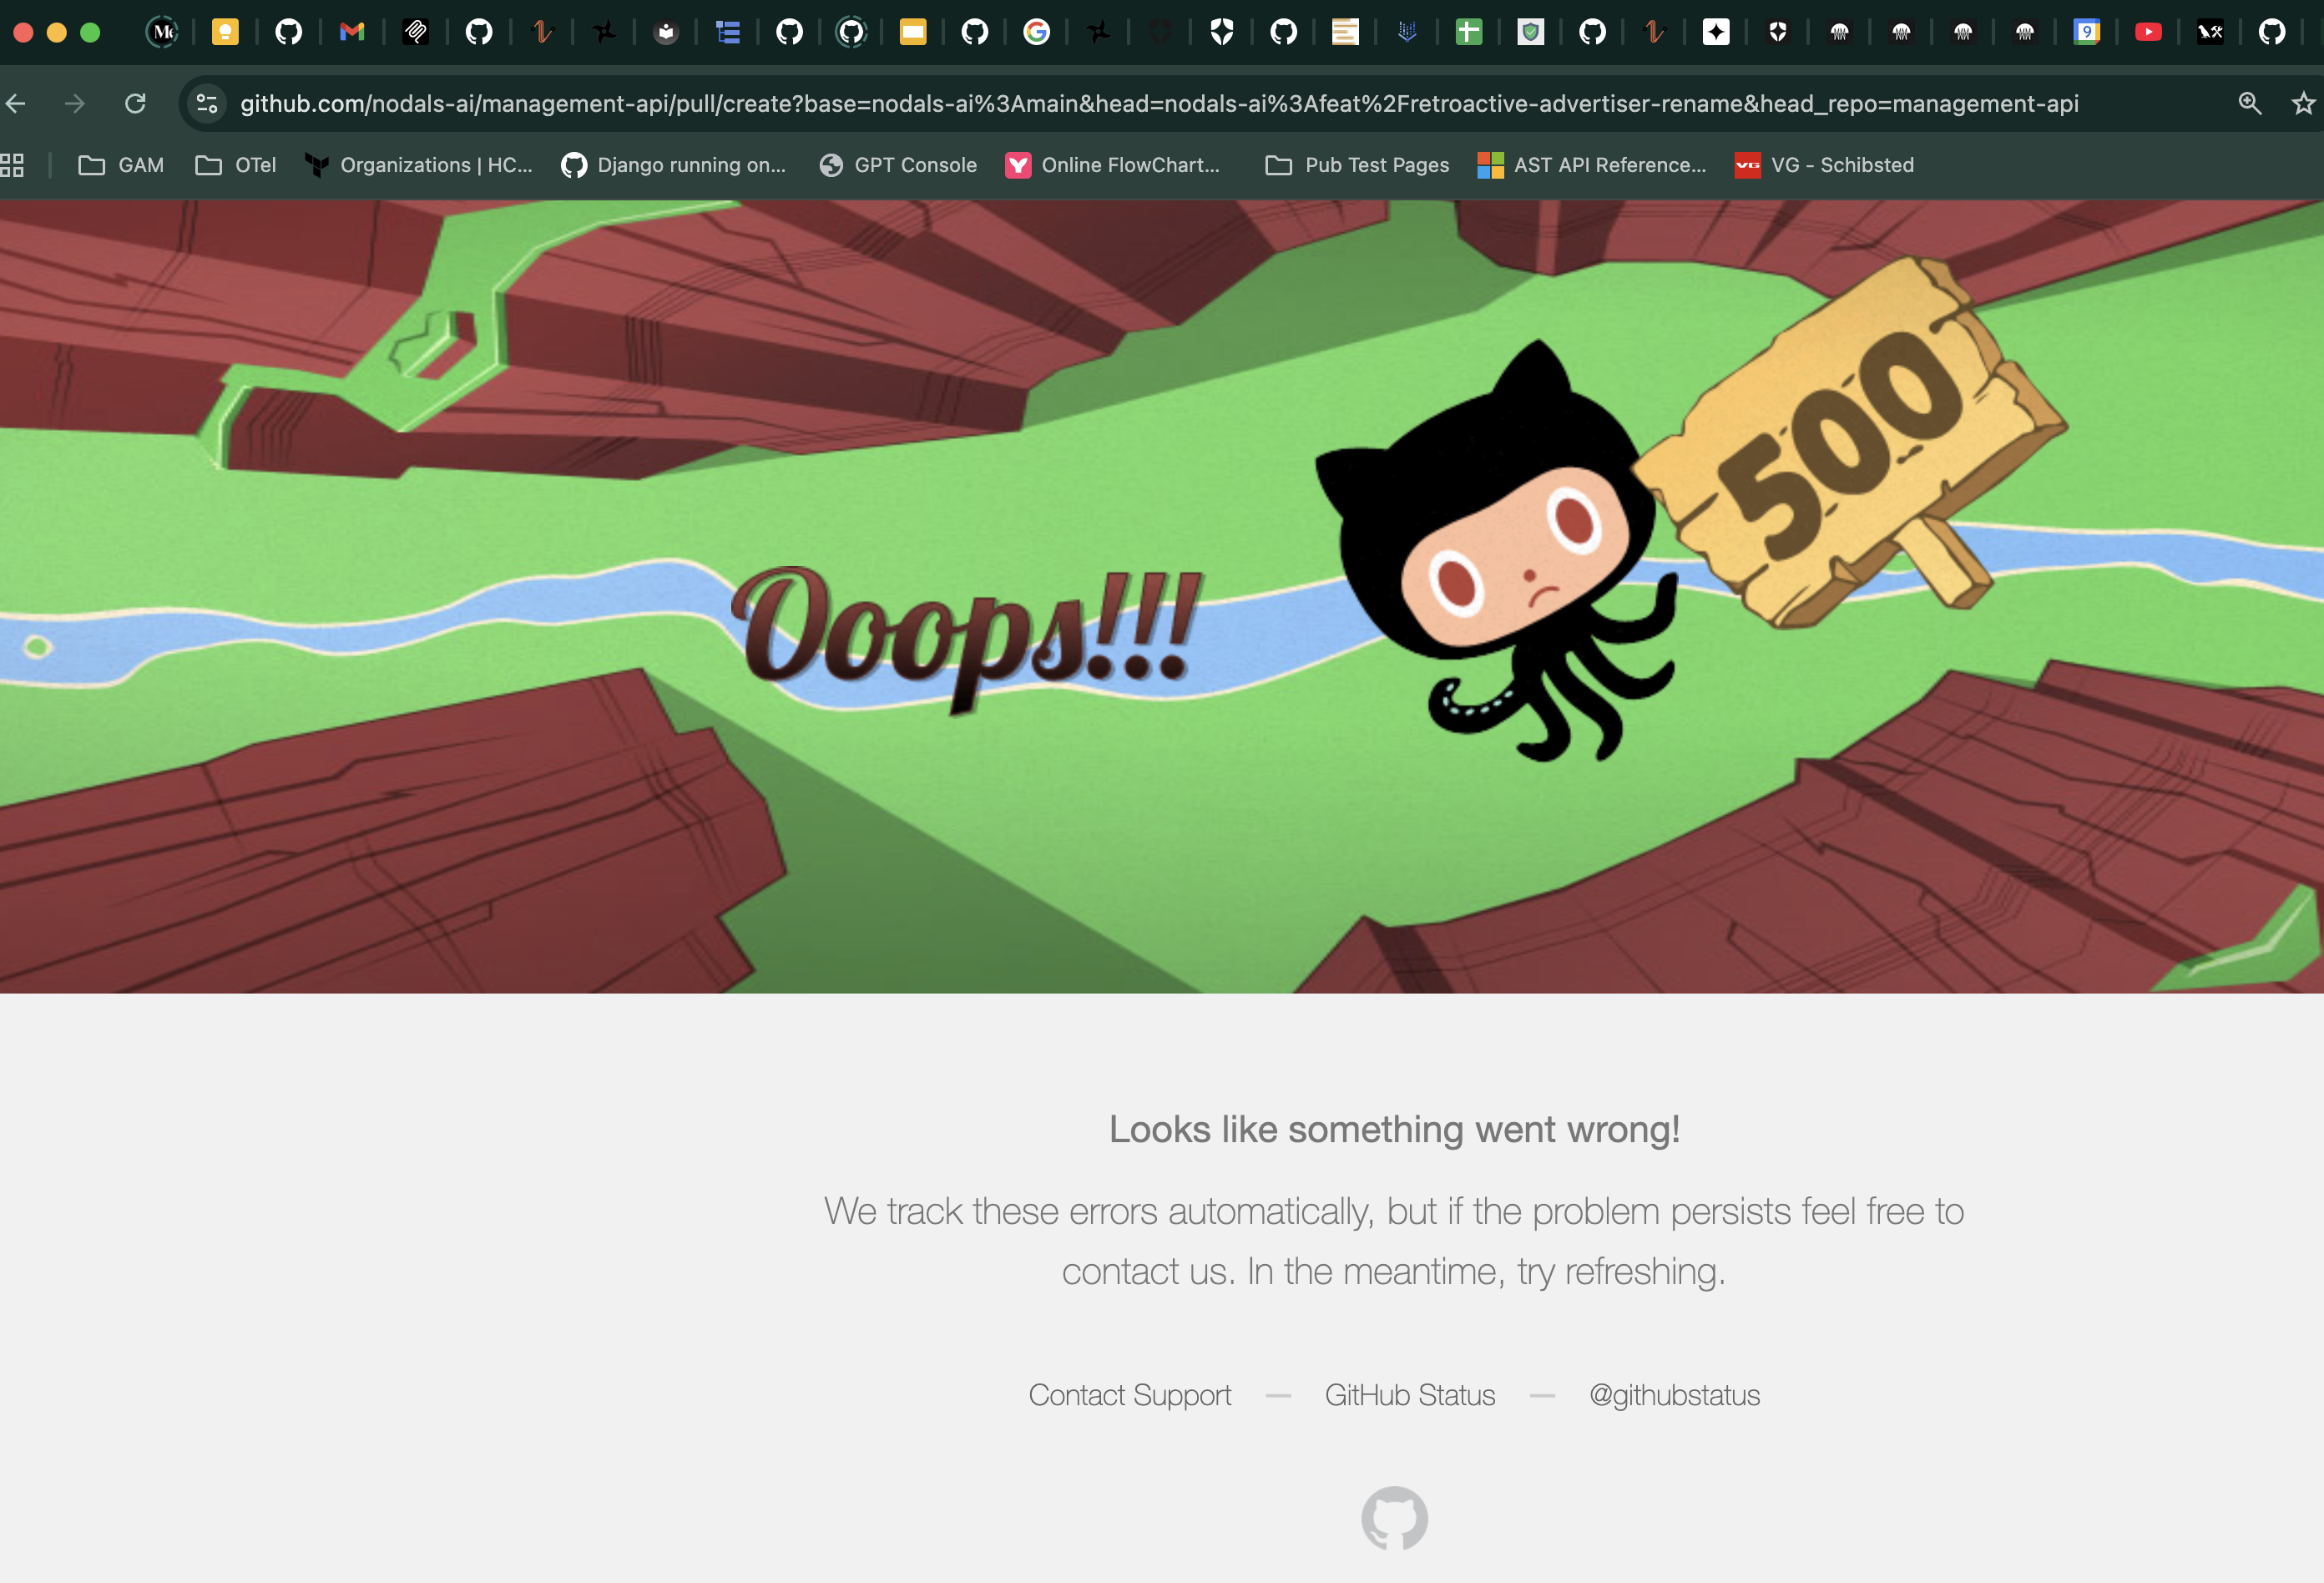 github.com/nodals-ai/management-api/pull/create?base=nodals-ai%3Amain&head=nodals-ai%3Afeat%2Fretroactive-advertiser-rename&head_repo=management-api
GAM OTel Organizations | HC... Django running on... GPT Console Online FlowChart... Pub Test Pages AST API Reference... VG VG - Schibsted
500
Ooops!!!
Looks like something went wrong!
We track these errors automatically, but if the problem persists feel free to
contact us. In the meantime, try refreshing.
Contact Support — GitHub Status — @githubstatus